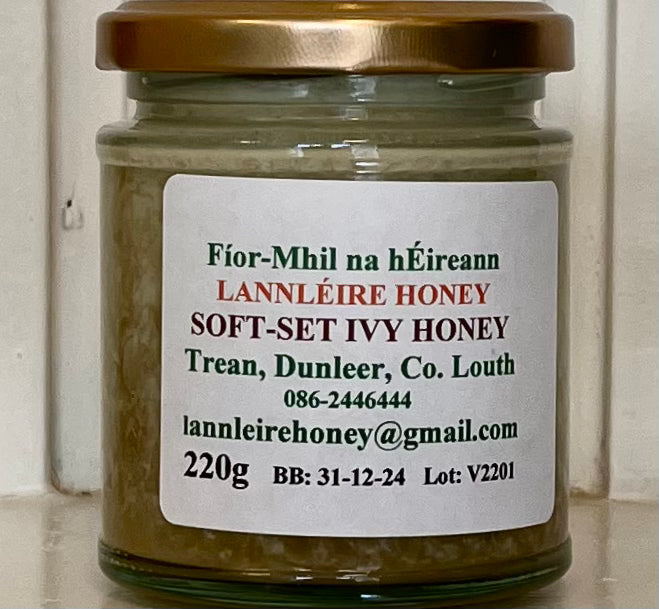 Fíor-Mhil na hÉireann
LANNLÉIRE HONEY
SOFT-SET IVY HONEY
Trean, Dunleer, Co. Louth
086-2446444
lannleirehoney@gmail.com
220g BB: 31-12-24 Lot: V2201